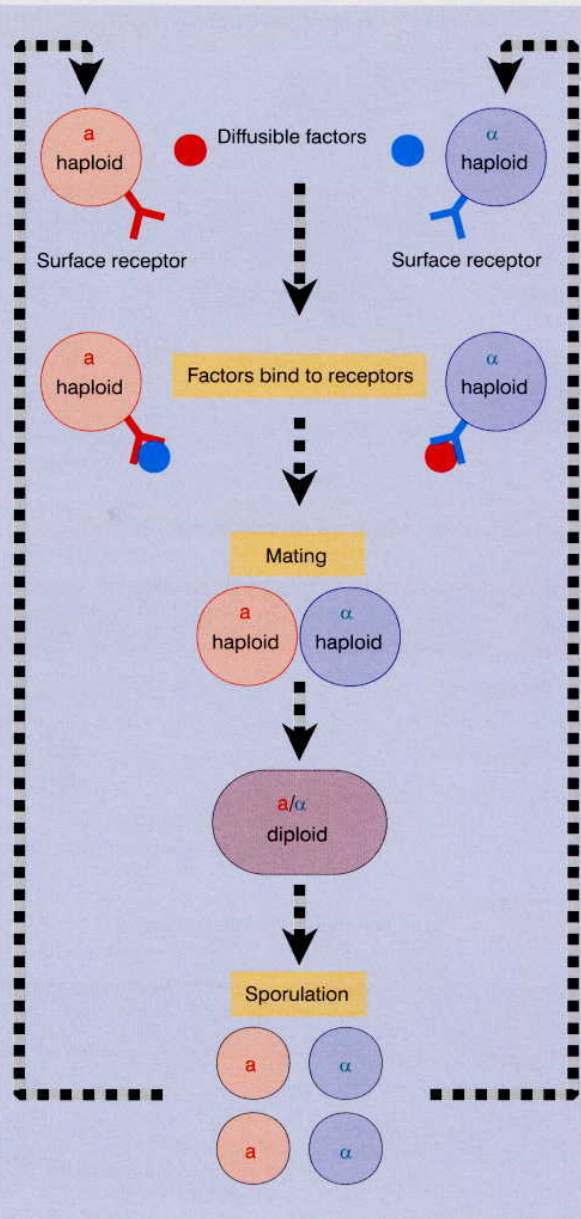 a
haploid
Diffusible factors
α
haploid
Surface receptor
Surface receptor
a
haploid
Factors bind to receptors
α
haploid
Mating
a
haploid
α
haploid
a/α
diploid
Sporulation
a
α
a
α